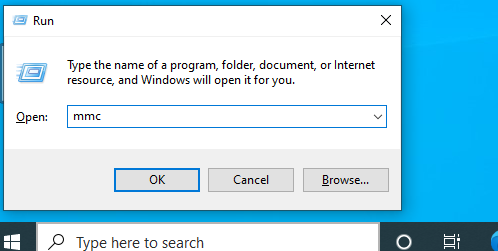 Run
Type the name of a program, folder, document, or Internet
resource, and Windows will open it for you.
Open: mmc
OK Cancel Browse...
Type here to search